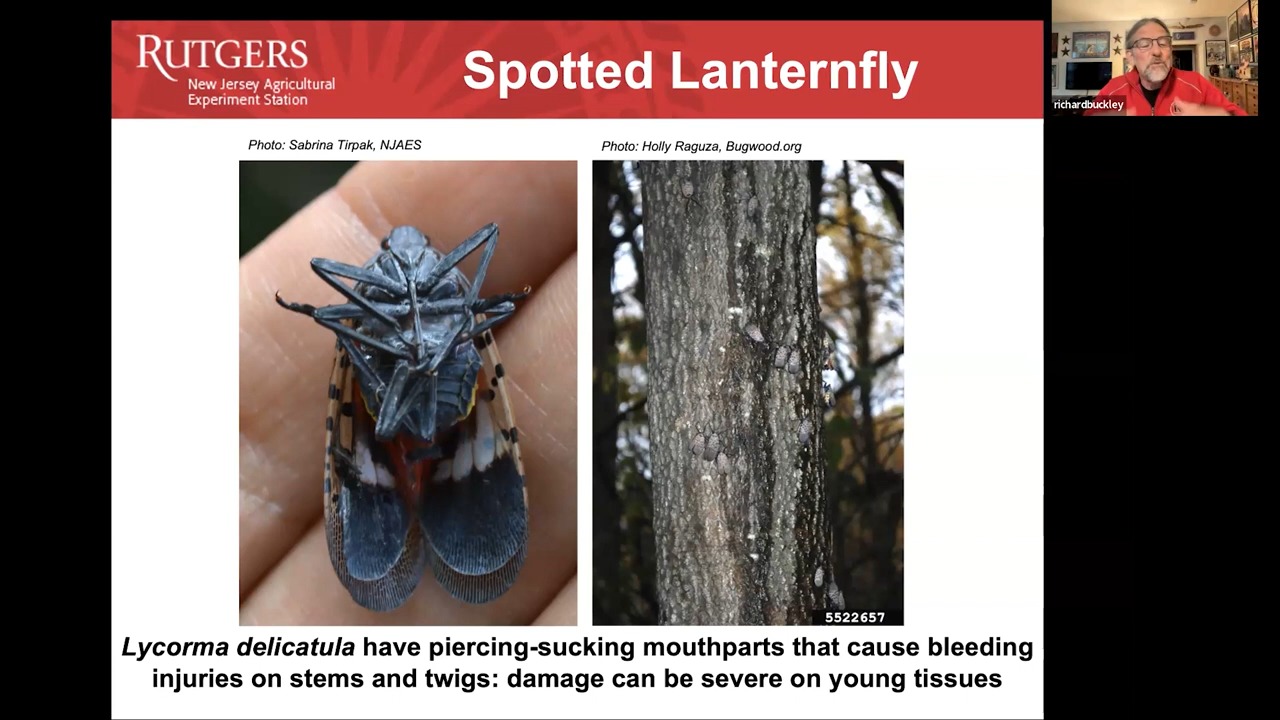 RUTGERS
New Jersey Agricultural
Experiment Station
Spotted Lanternfly
richardbuckley
Photo: Sabrina Tirpak, NJAES
Photo: Holly Raguza, Bugwood.org
5522657
Lycorma delicatula have piercing-sucking mouthparts that cause bleeding
injuries on stems and twigs: damage can be severe on young tissues